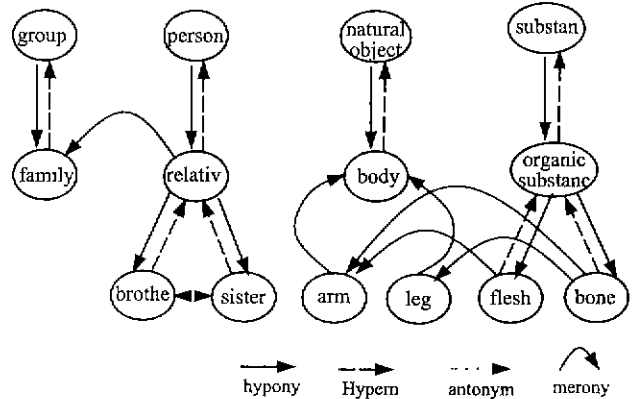 group
person
natural
object
substan
family
relativ
body
organic
substanc
brothe
sister
arm
leg
flesh
bone
hypony
Hypern
antonym
merony